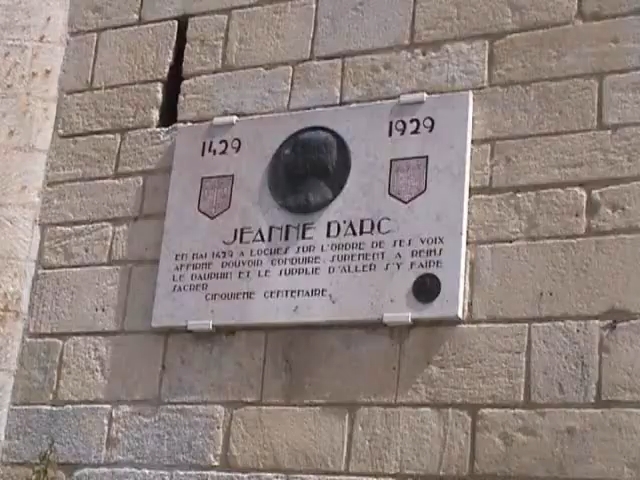 1429 1929
JEANNE D'ARC
EN MAI 1429 A LOCHES SUR L'ORDRE DE SES VOIX
AFFIRME POUVOIR CONDUIRE SUREMENT A REIMS
LE DAUPHIN ET LE SUPPLIE D'ALLER S'Y FAIRE
SACRER
CINQUIEME CENTENAIRE